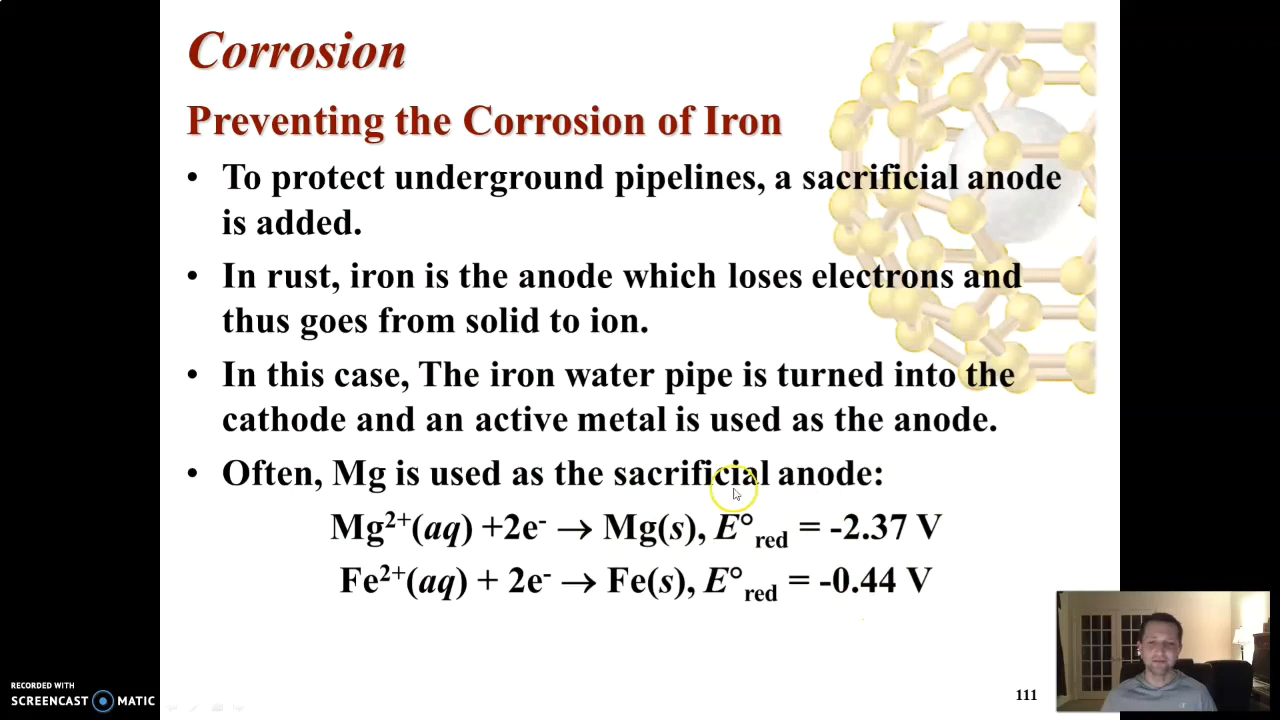 Corrosion
Preventing the Corrosion of Iron
• To protect underground pipelines, a sacrificial anode
is added.
• In rust, iron is the anode which loses electrons and
thus goes from solid to ion.
• In this case, The iron water pipe is turned into the
cathode and an active metal is used as the anode.
• Often, Mg is used as the sacrificial anode:
Mg²⁺(aq) +2e⁻ → Mg(s), E°red = -2.37 V
Fe²⁺(aq) + 2e⁻ → Fe(s), E°red = -0.44 V
111
RECORDED WITH
SCREENCAST MATIC